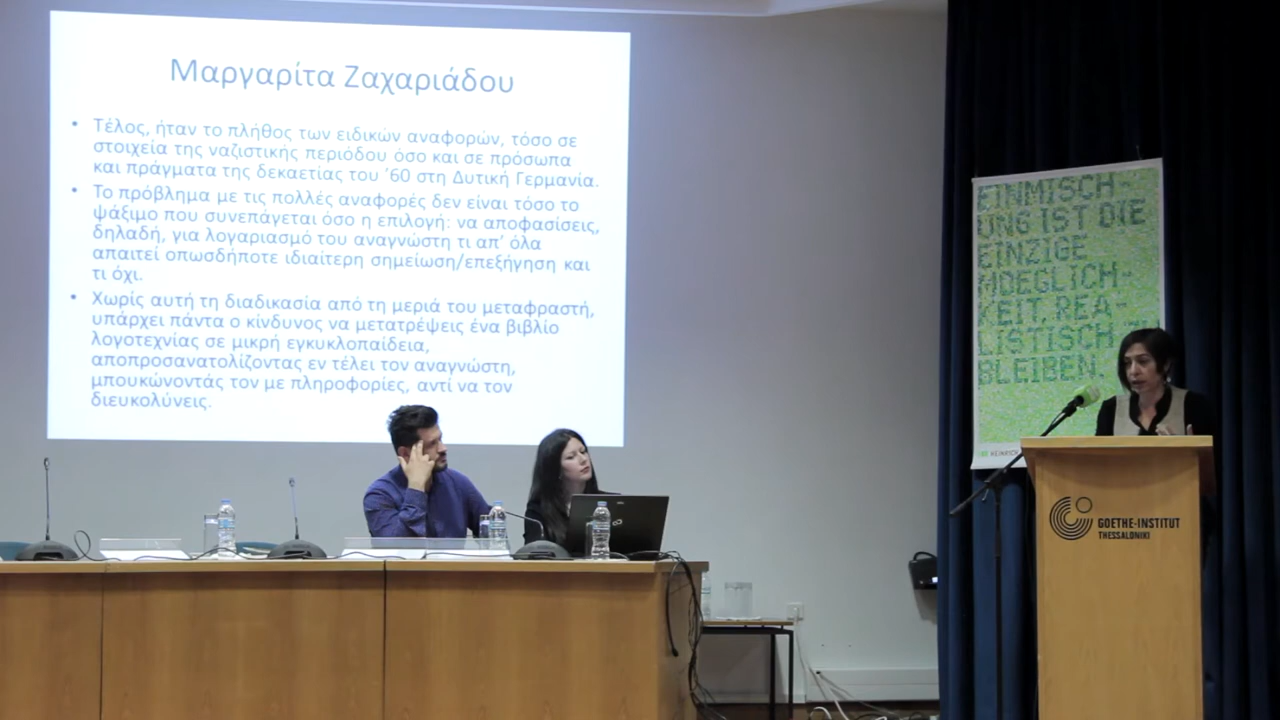 Μαργαρίτα Ζαχαριάδου
• Τέλος, ήταν το πλήθος των ειδικών αναφορών, τόσο σε
στοιχεία της ναζιστικής περιόδου όσο και σε πρόσωπα
και πράγματα της δεκαετίας του ’60 στη Δυτική Γερμανία.
• Το πρόβλημα με τις πολλές αναφορές δεν είναι τόσο το
ψάξιμο που συνεπάγεται όσο η επιλογή: να αποφασίσεις,
δηλαδή, για λογαριασμό του αναγνώστη τι απ’ όλα
απαιτεί οπωσδήποτε ιδιαίτερη σημείωση/επεξήγηση και
τι όχι.
• Χωρίς αυτή τη διαδικασία από τη μεριά του μεταφραστή,
υπάρχει πάντα ο κίνδυνος να μετατρέψεις ένα βιβλίο
λογοτεχνίας σε μικρή εγκυκλοπαίδεια,
αποπροσανατολίζοντας εν τέλει τον αναγνώστη,
μπουκώνοντάς τον με πληροφορίες, αντί να τον
διευκολύνεις.
EINMISCH-
UNG IST DIE
EINZIGE
MOEGLICH-
KEIT, REA-
LISTISCH
BLEIBEN.
HEINRICH
GOETHE-INSTITUT
THESSALONIKI